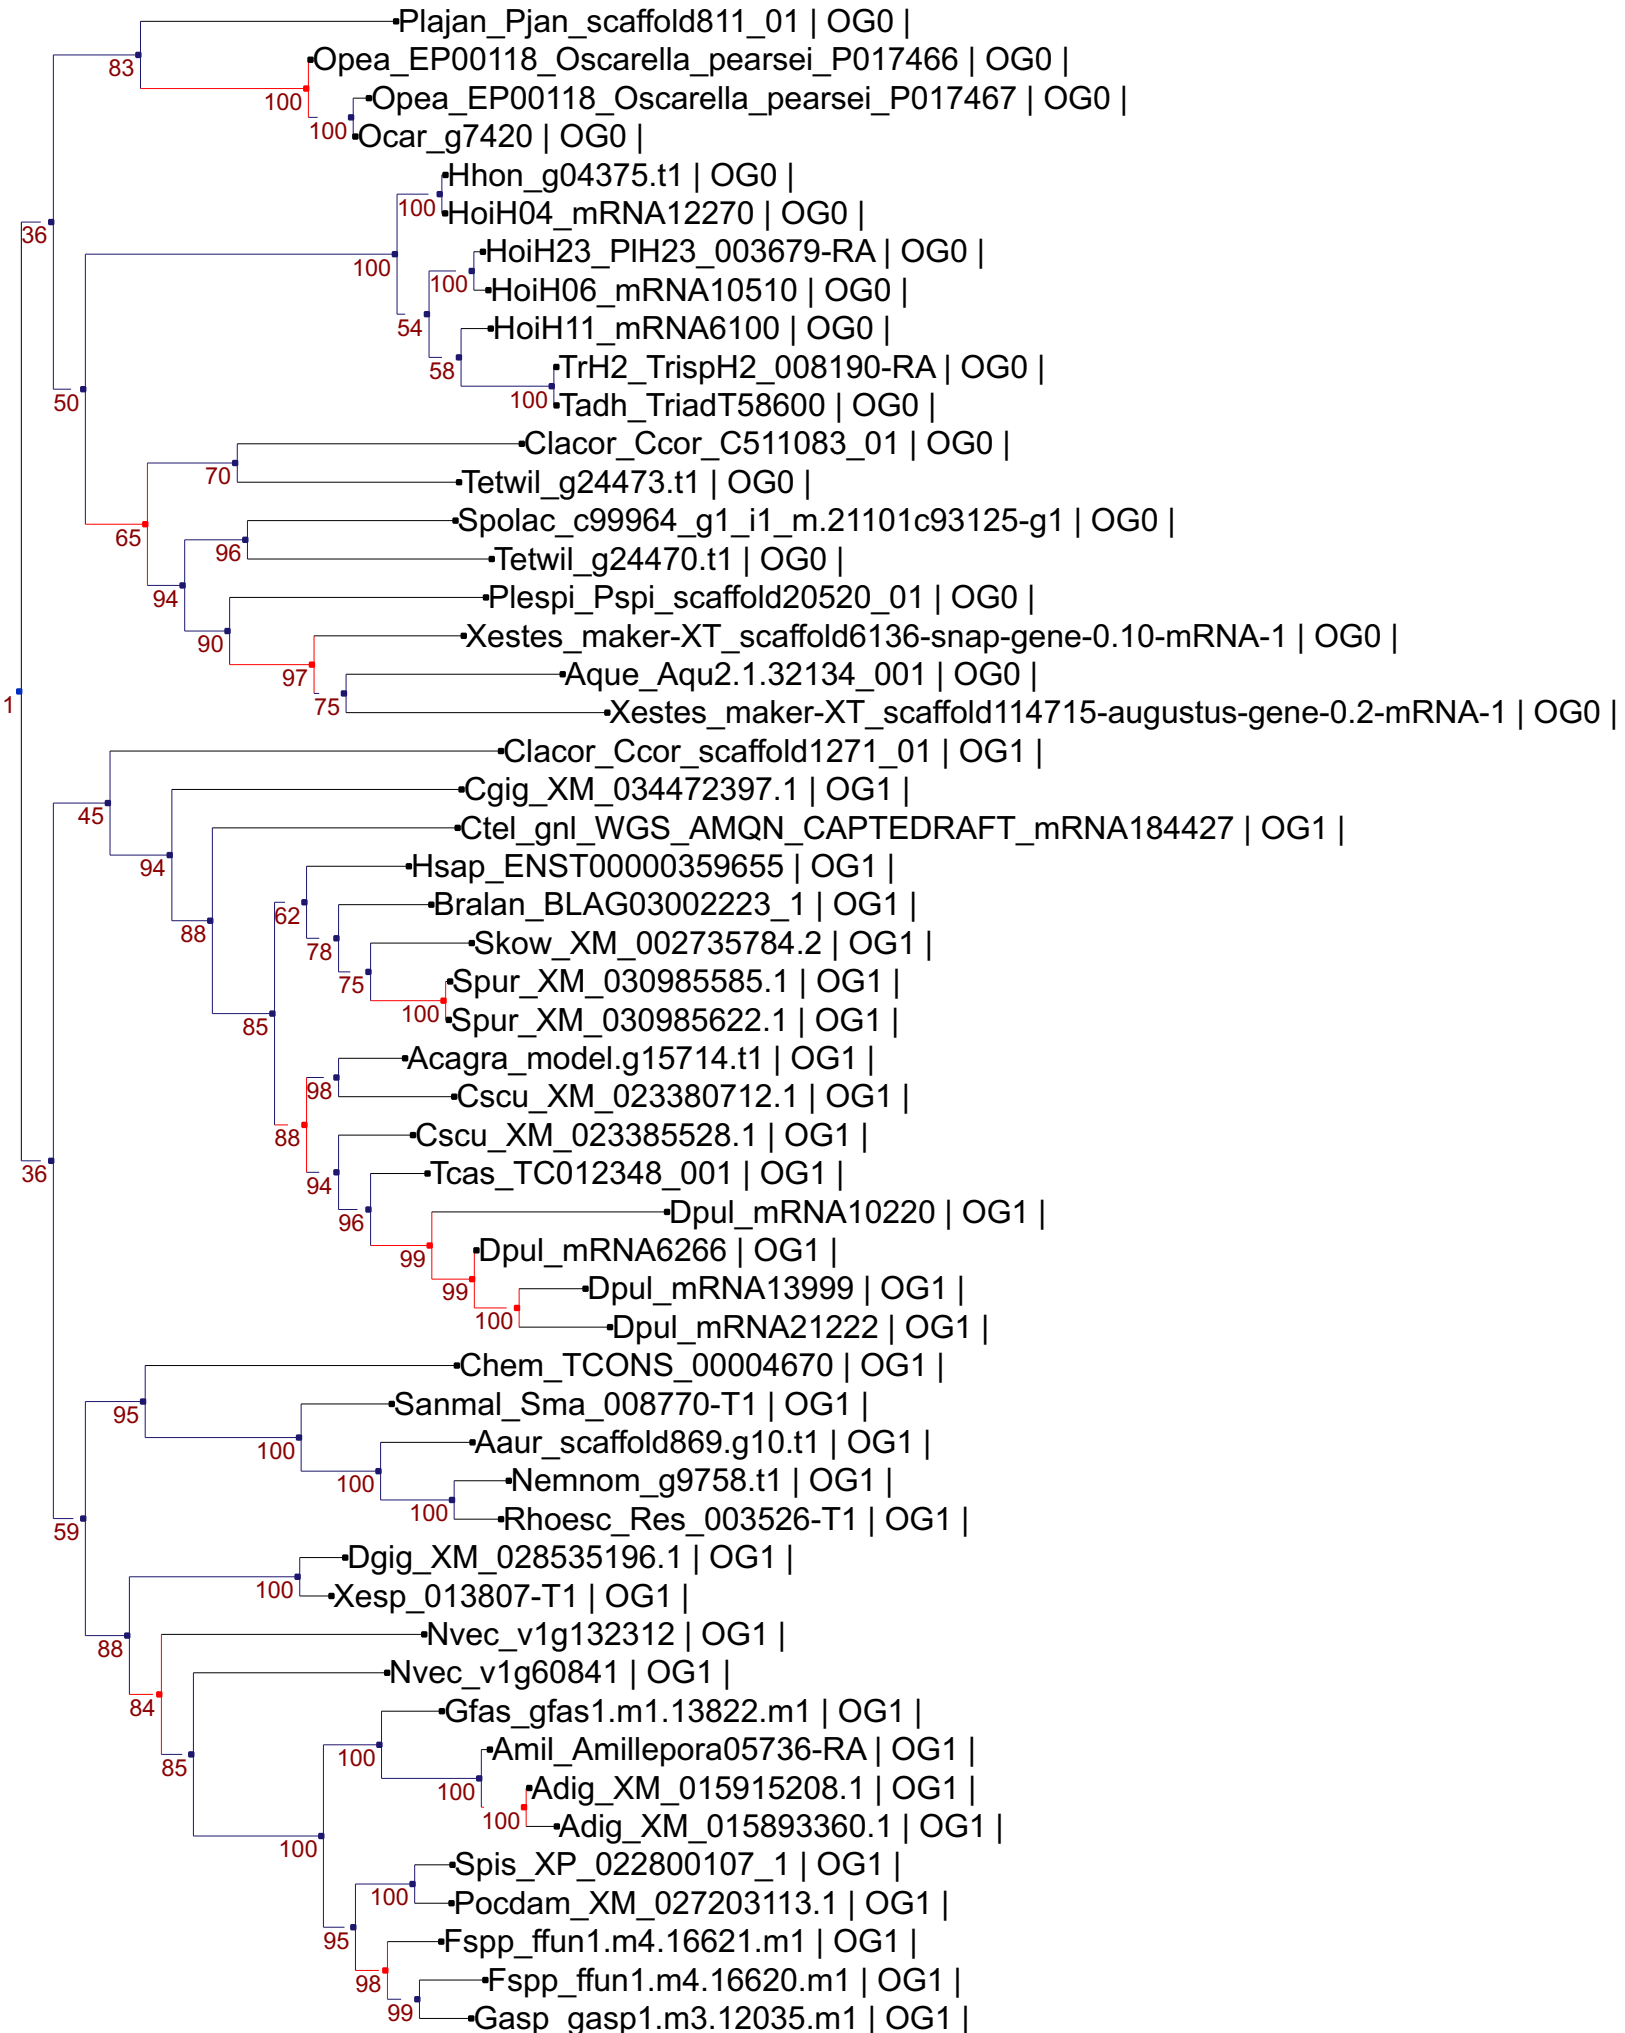 Plajan_Pjan_scaffold811_01 | OG0 |
83
Opea_EP00118_Oscarella_pearsei_P017466 | OG0 |
100
Opea_EP00118_Oscarella_pearsei_P017467 | OG0 |
100
Ocar_g7420 | OG0 |
Hhon_g04375.t1 | OG0 |
100
HoiH04_mRNA12270 | OG0 |
36
HoiH23_PlH23_003679-RA | OG0 |
100
100
HoiH06_mRNA10510 | OG0 |
54
HoiH11_mRNA6100 | OG0 |
58
TrH2_TrispH2_008190-RA | OG0 |
100
50
Tadh_TriadT58600 | OG0 |
Clacor_Ccor_C511083_01 | OG0 |
70
Tetwil_g24473.t1 | OG0 |
Spolac_c99964_g1_i1_m.21101c93125-g1 | OG0 |
65
96
Tetwil_g24470.t1 | OG0 |
94
Plespi_Pspi_scaffold20520_01 | OG0 |
90
Xestes_maker-XT_scaffold6136-snap-gene-0.10-mRNA-1 | OG0 |
97
Aque_Aqu2.1.32134_001 | OG0 |
1
75
Xestes_maker-XT_scaffold114715-augustus-gene-0.2-mRNA-1 | OG0 |
Clacor_Ccor_scaffold1271_01 | OG1 |
45
Cgig_XM_034472397.1 | OG1 |
Ctel_gnl_WGS_AMQN_CAPTEDRAFT_mRNA184427 | OG1 |
94
Hsap_ENST00000359655 | OG1 |
62
Bralan_BLAG03002223_1 | OG1 |
88
78
Skow_XM_002735784.2 | OG1 |
75
Spur_XM_030985585.1 | OG1 |
100
Spur_XM_030985622.1 | OG1 |
85
Acagra_model.g15714.t1 | OG1 |
98
Cscu_XM_023380712.1 | OG1 |
88
Cscu_XM_023385528.1 | OG1 |
36
94
Tcas_TC012348_001 | OG1 |
96
Dpul_mRNA10220 | OG1 |
99
Dpul_mRNA6266 | OG1 |
99
Dpul_mRNA13999 | OG1 |
100
Dpul_mRNA21222 | OG1 |
Chem_TCONS_00004670 | OG1 |
95
Sanmal_Sma_008770-T1 | OG1 |
100
Aaur_scaffold869.g10.t1 | OG1 |
100
Nemnom_g9758.t1 | OG1 |
100
Rhoesc_Res_003526-T1 | OG1 |
59
Dgig_XM_028535196.1 | OG1 |
100
Xesp_013807-T1 | OG1 |
Nvec_v1g132312 | OG1 |
88
Nvec_v1g60841 | OG1 |
84
Gfas_gfas1.m1.13822.m1 | OG1 |
100
Amil_Amillepora05736-RA | OG1 |
85
100
Adig_XM_015915208.1 | OG1 |
100
Adig_XM_015893360.1 | OG1 |
100
Spis_XP_022800107_1 | OG1 |
100
Pocdam_XM_027203113.1 | OG1 |
95
Fspp_ffun1.m4.16621.m1 | OG1 |
98
Fspp_ffun1.m4.16620.m1 | OG1 |
99
Gasp_gasp1.m3.12035.m1 | OG1 |